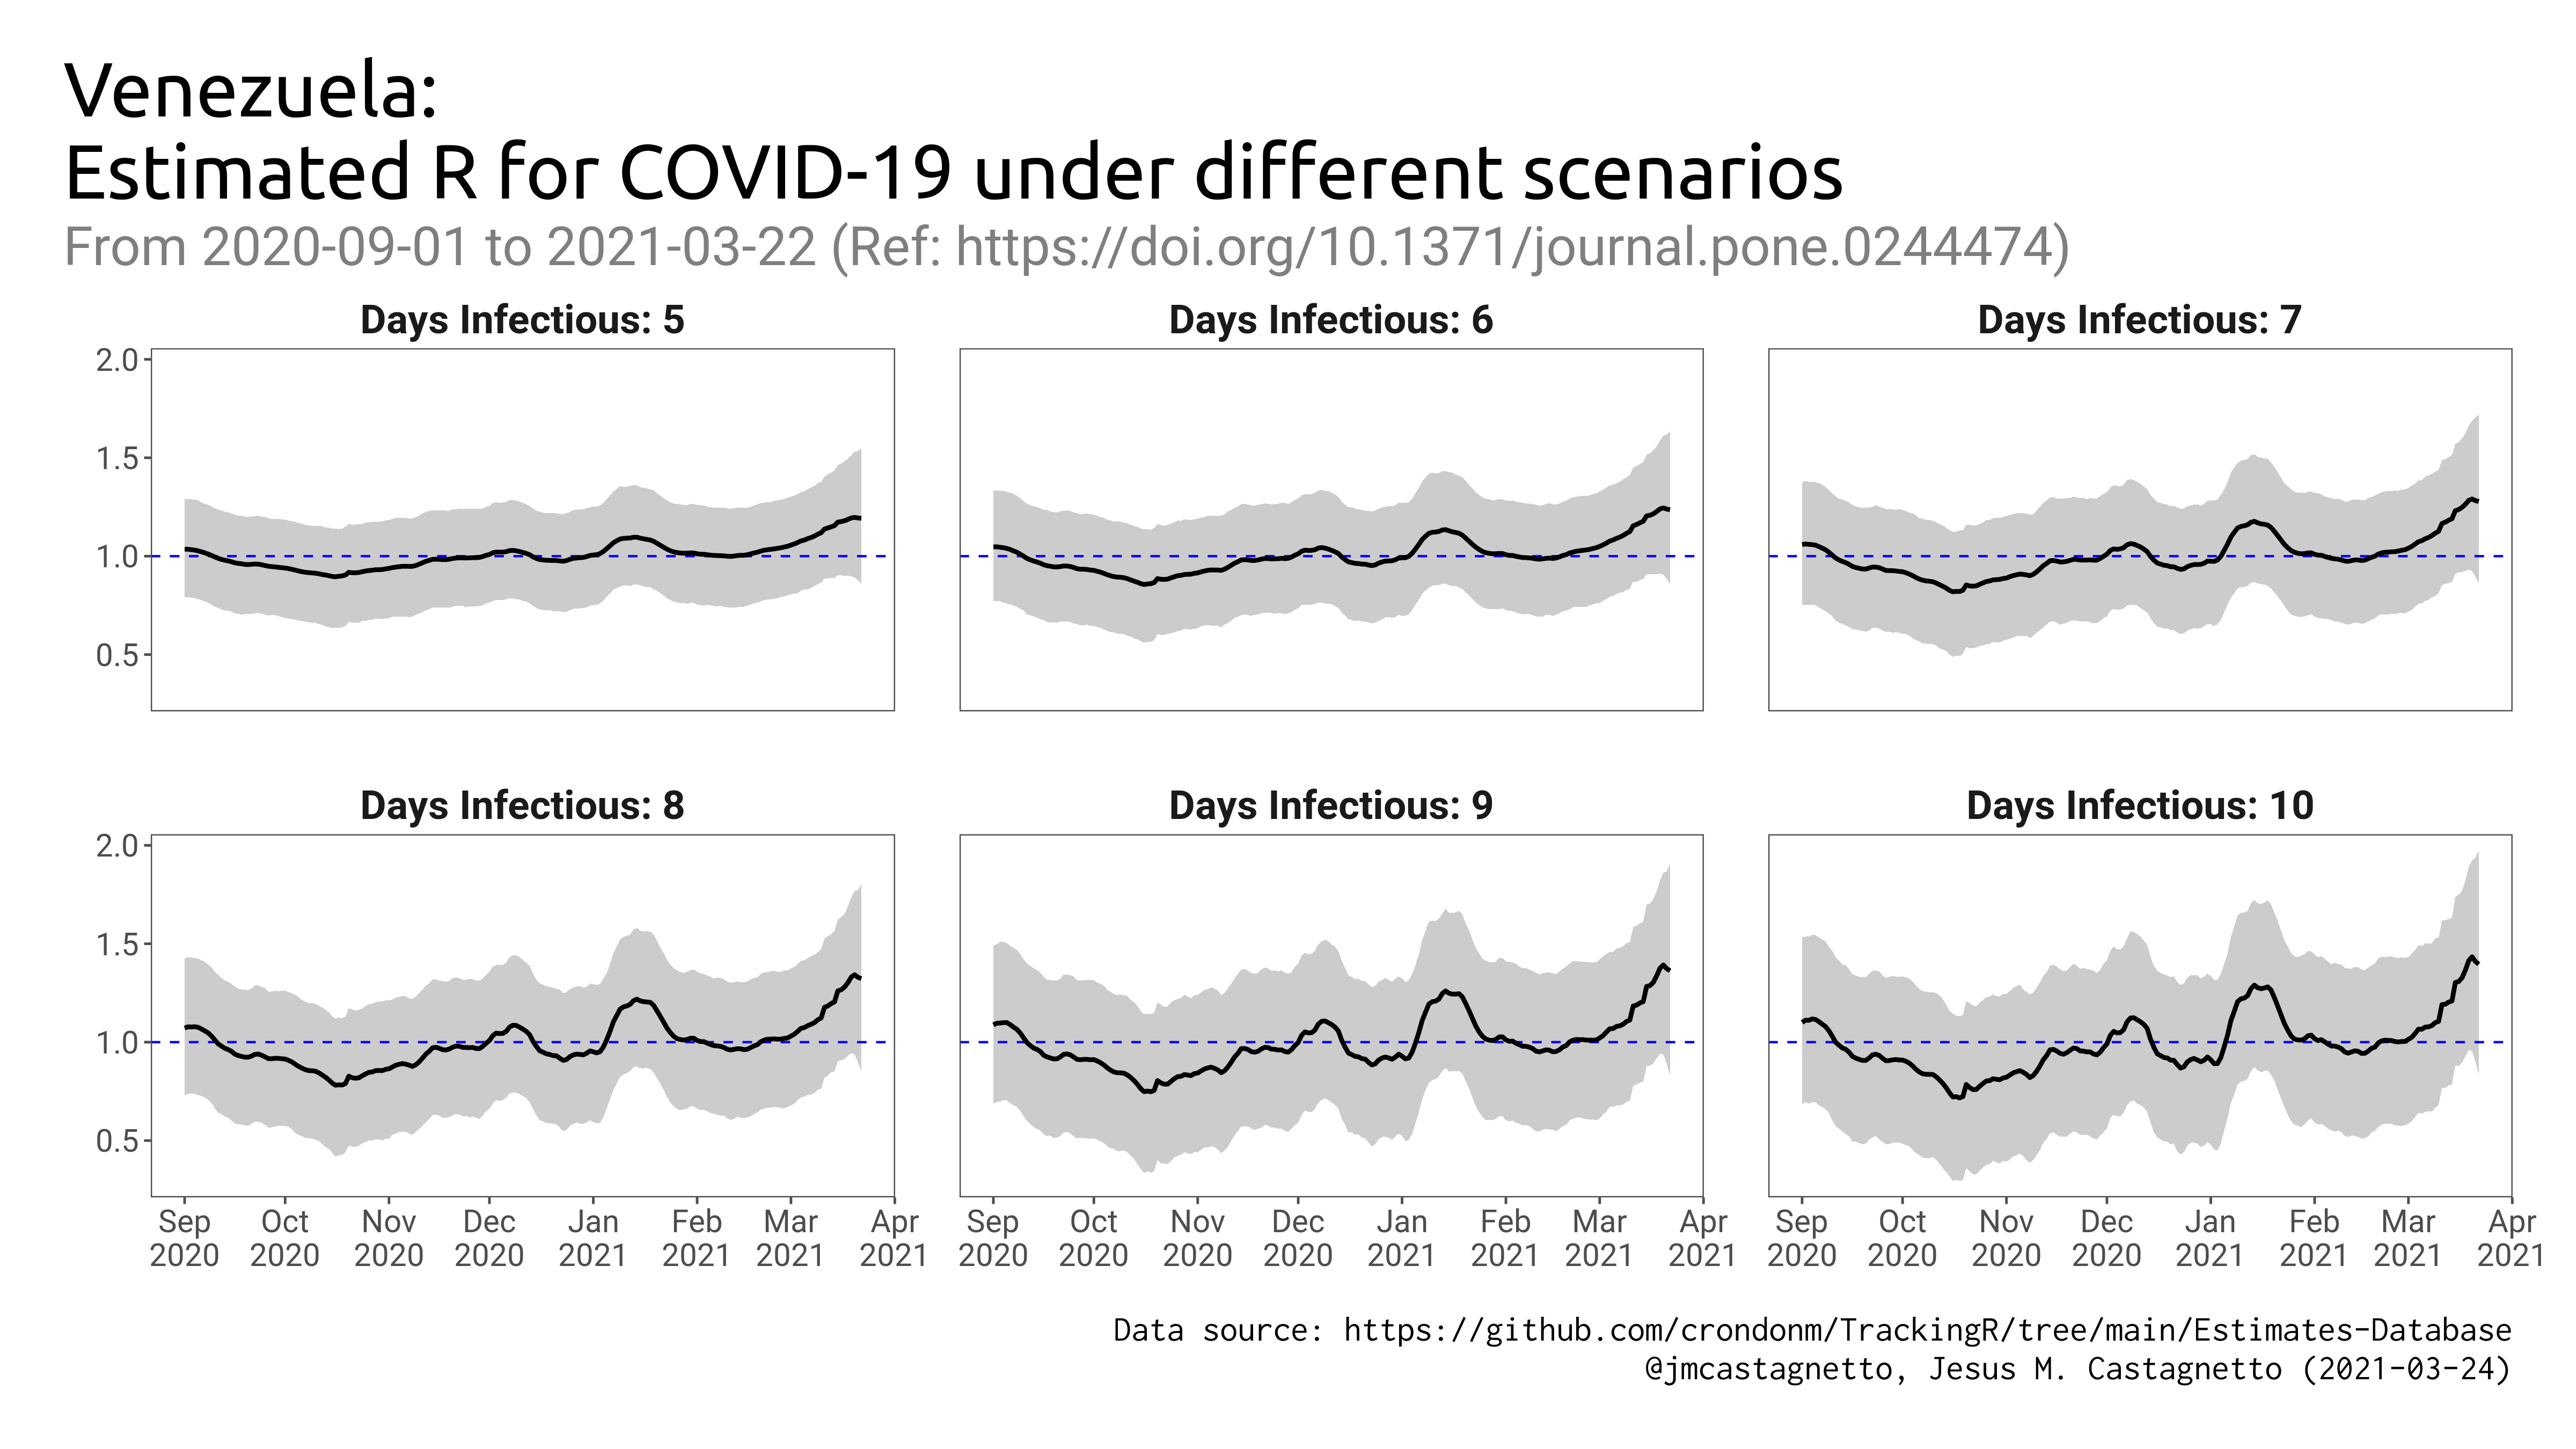 Venezuela:
Estimated R for COVID-19 under different scenarios
From 2020-09-01 to 2021-03-22 (Ref: https://doi.org/10.1371/journal.pone.0244474)
Days Infectious: 5
Days Infectious: 6
Days Infectious: 7
2.0
1.5
1.0
0.5
Days Infectious: 8
Days Infectious: 9
Days Infectious: 10
2.0
1.5
1.0
0.5
Sep Oct Nov Dec Jan Feb Mar Apr
2020 2020 2020 2020 2021 2021 2021 2021
Sep Oct Nov Dec Jan Feb Mar Apr
2020 2020 2020 2020 2021 2021 2021 2021
Sep Oct Nov Dec Jan Feb Mar Apr
2020 2020 2020 2020 2021 2021 2021 2021
Data source: https://github.com/crondonm/TrackingR/tree/main/Estimates-Database
@jmcastagnetto, Jesus M. Castagnetto (2021-03-24)